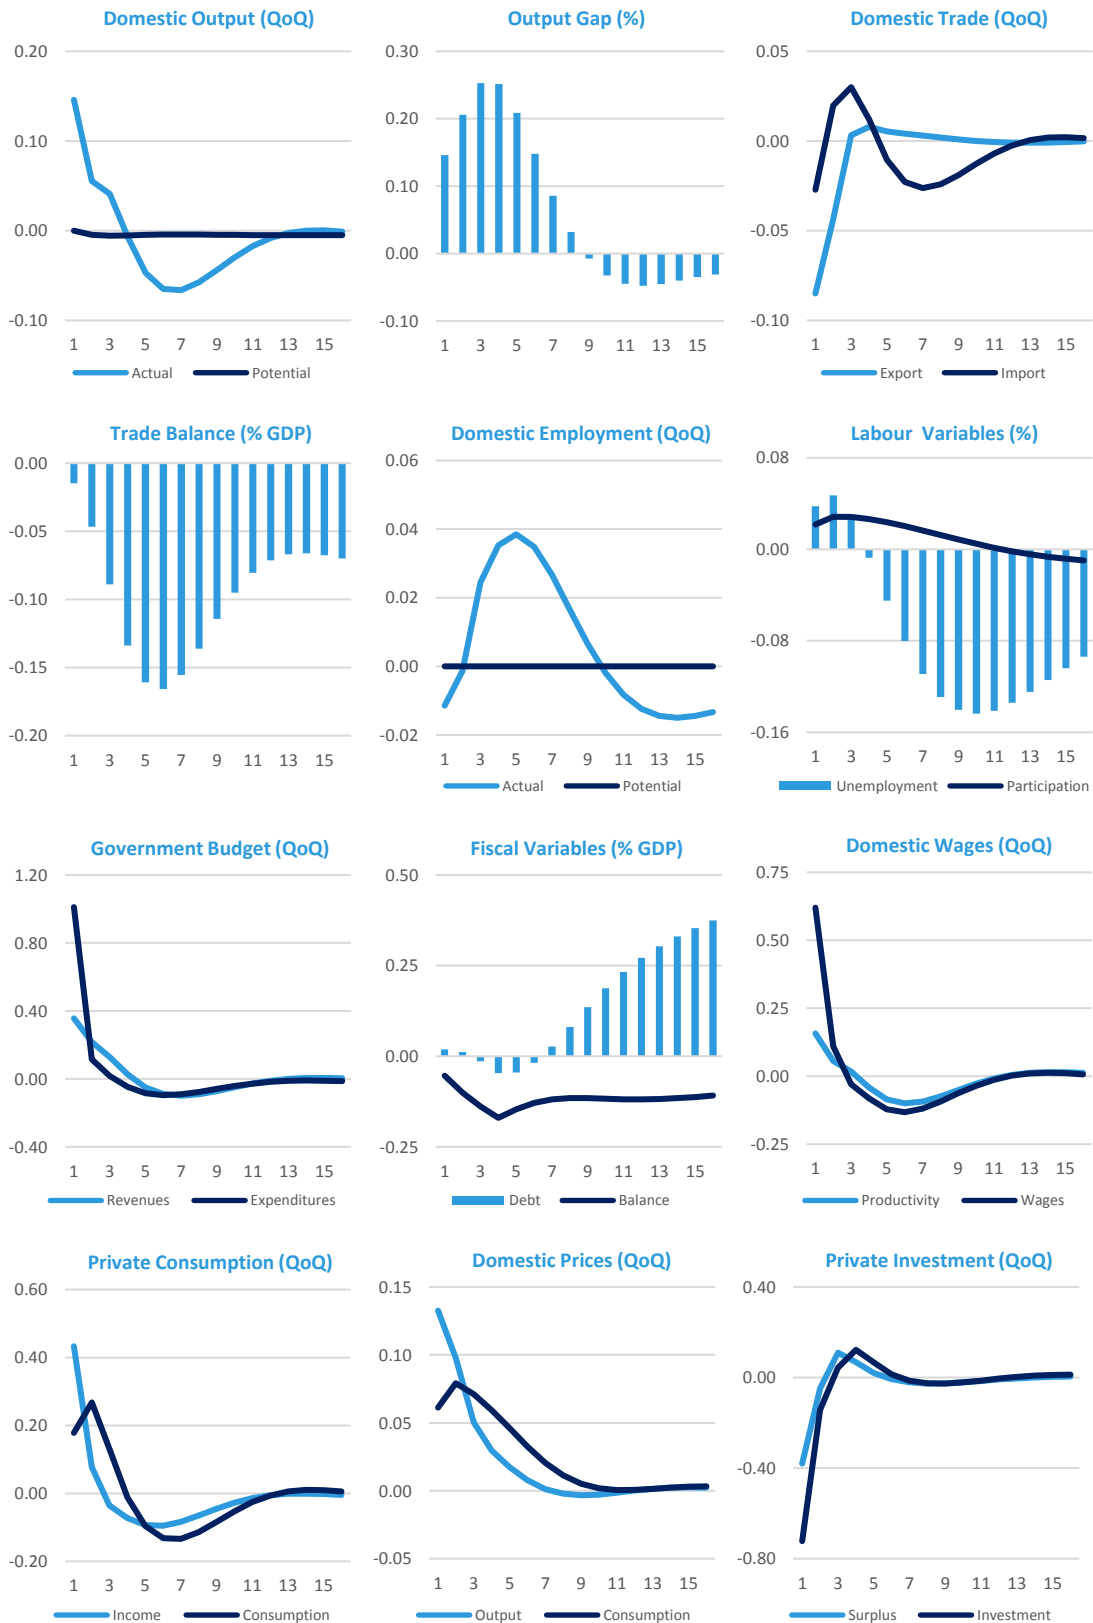 Domestic Output (QoQ)
0.20
0.10
0.00
-0.10
1 3 5 7 9 11 13 15
Actual Potential
Output Gap (%)
0.30
0.20
0.10
0.00
-0.10
1 3 5 7 9 11 13 15
Domestic Trade (QoQ)
0.05
0.00
-0.05
-0.10
1 3 5 7 9 11 13 15
Export Import
Trade Balance (% GDP)
0.00
-0.05
-0.10
-0.15
-0.20
1 3 5 7 9 11 13 15
Domestic Employment (QoQ)
0.06
0.04
0.02
0.00
-0.02
1 3 5 7 9 11 13 15
Actual Potential
Labour Variables (%)
0.08
0.00
-0.08
-0.16
1 3 5 7 9 11 13 15
Unemployment Participation
Government Budget (QoQ)
1.20
0.80
0.40
0.00
-0.40
1 3 5 7 9 11 13 15
Revenues Expenditures
Fiscal Variables (% GDP)
0.50
0.25
0.00
-0.25
1 3 5 7 9 11 13 15
Debt Balance
Domestic Wages (QoQ)
0.75
0.50
0.25
0.00
-0.25
1 3 5 7 9 11 13 15
Productivity Wages
Private Consumption (QoQ)
0.60
0.40
0.20
0.00
-0.20
1 3 5 7 9 11 13 15
Income Consumption
Domestic Prices (QoQ)
0.15
0.10
0.05
0.00
-0.05
1 3 5 7 9 11 13 15
Output Consumption
Private Investment (QoQ)
0.40
0.00
-0.40
-0.80
1 3 5 7 9 11 13 15
Surplus Investment